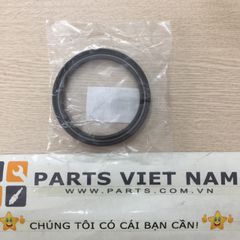 PARTS VIET NAM
WWW.PARTS.COM.VN
CHÚNG TÔI CÓ CÁI BẠN CẦN!